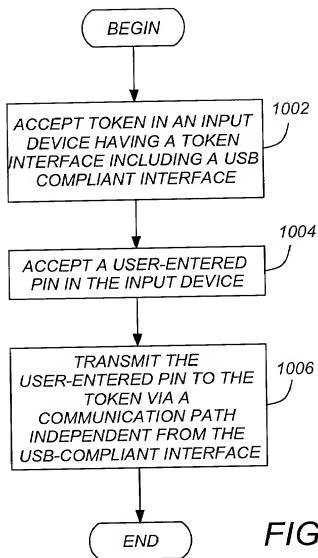 BEGIN
ACCEPT TOKEN IN AN INPUT
DEVICE HAVING A TOKEN
INTERFACE INCLUDING A USB
COMPLIANT INTERFACE
1002
ACCEPT A USER-ENTERED
PIN IN THE INPUT DEVICE
1004
TRANSMIT THE
USER-ENTERED PIN TO THE
TOKEN VIA A
COMMUNICATION PATH
INDEPENDENT FROM THE
USB-COMPLIANT INTERFACE
1006
END
FIG